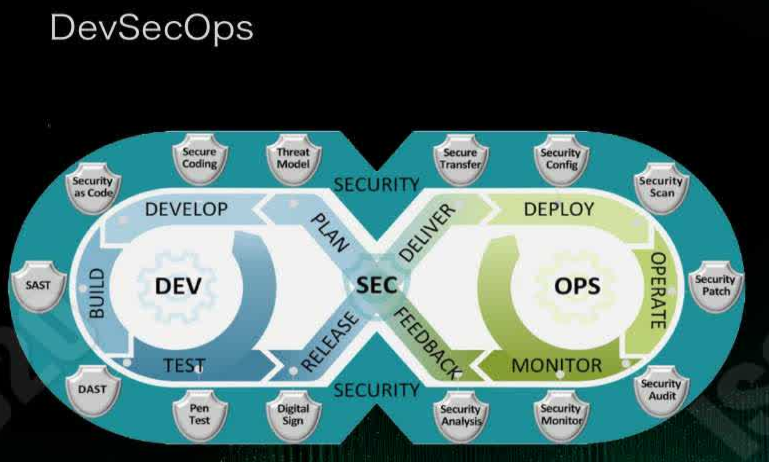 DevSecOps
Secure
Coding
Threat
Model
Secure
Transfer
Security
Config
Security
as Code
SECURITY
Security
Scan
DEVELOP
PLAN
DELIVER
DEPLOY
SAST
BUILD
DEV
SEC
OPS
OPERATE
Security
Patch
TEST
RELEASE
FEEDBACK
MONITOR
DAST
SECURITY
Security
Audit
Pen
Test
Digital
Sign
Security
Analysis
Security
Monitor